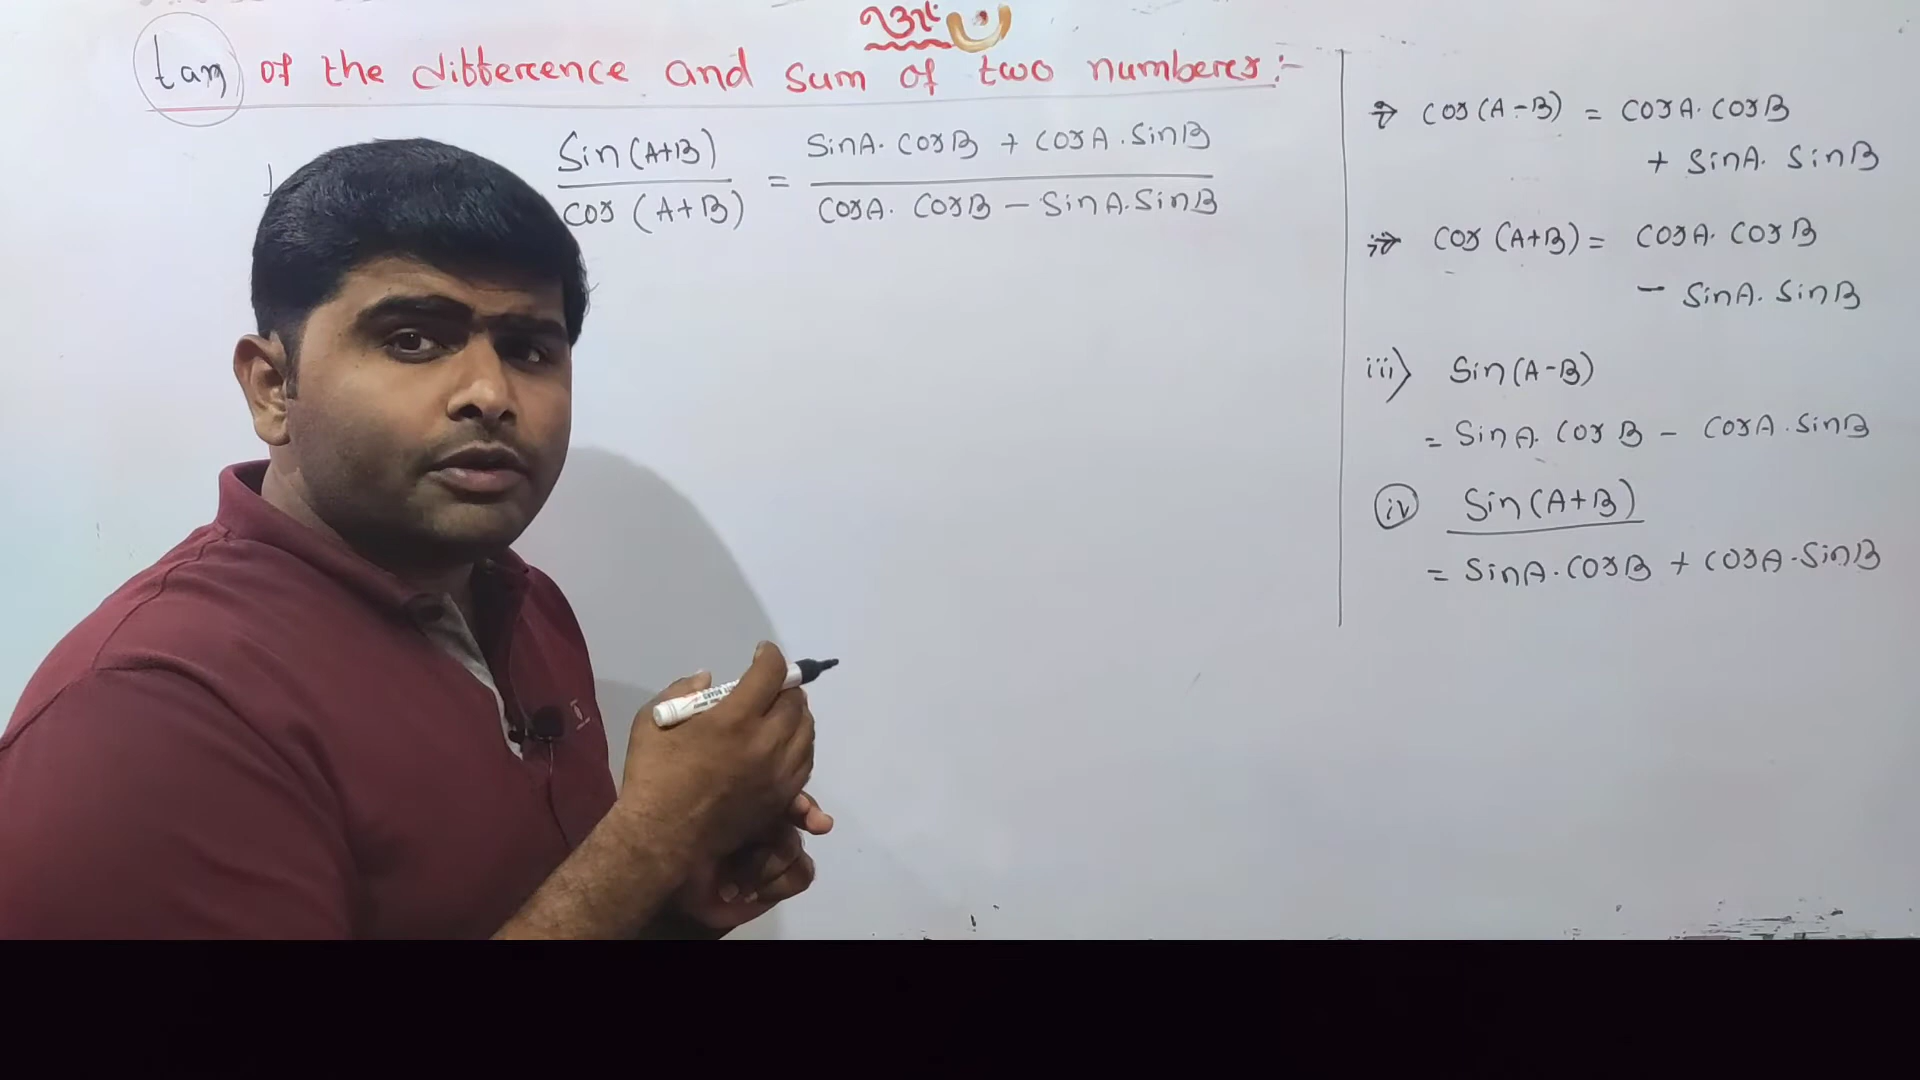 tan of the difference and sum of two numbers :-
Sin (A+B) / cos (A+B) = SinA. cosB + cosA . SinB / cosA. cosB − SinA. SinB
i> cos (A-B) = cosA. cosB
+ SinA. SinB
ii> cos (A+B) = cosA. cosB
− SinA. SinB
iii) Sin (A-B)
= SinA. cosB − cosA . SinB
iv Sin (A+B)
= SinA. cosB + cosA . SinB